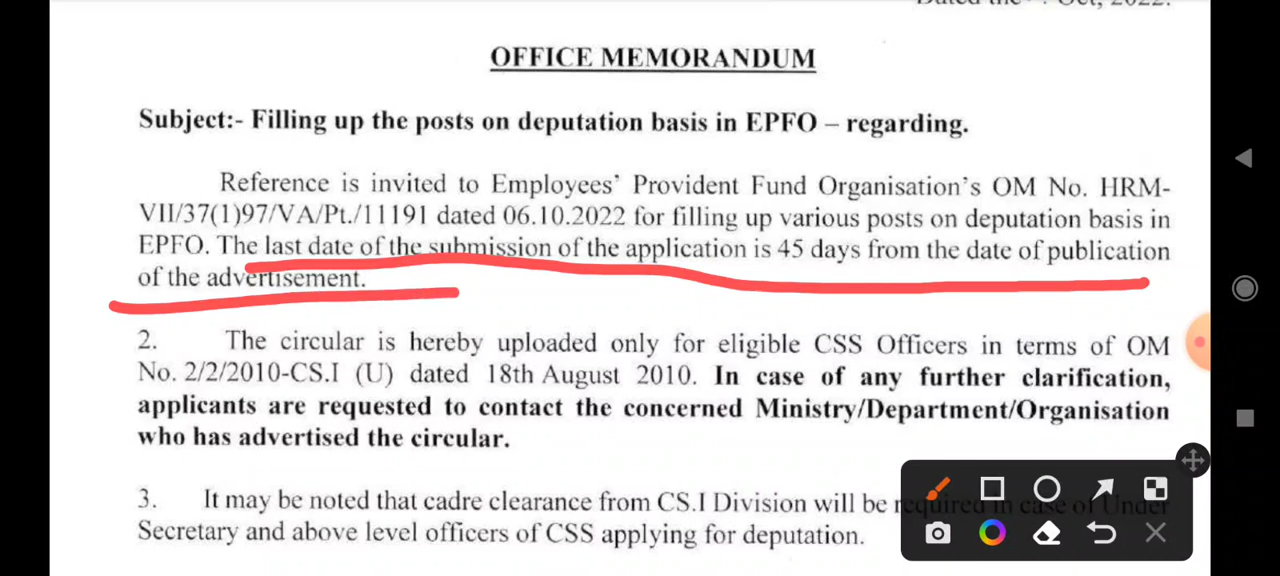 OFFICE MEMORANDUM
Subject:- Filling up the posts on deputation basis in EPFO – regarding.
Reference is invited to Employees' Provident Fund Organisation's OM No. HRM-
VII/37(1)97/VA/Pt./11191 dated 06.10.2022 for filling up various posts on deputation basis in
EPFO. The last date of the submission of the application is 45 days from the date of publication
of the advertisement.
2. The circular is hereby uploaded only for eligible CSS Officers in terms of OM
No. 2/2/2010-CS.I (U) dated 18th August 2010. In case of any further clarification,
applicants are requested to contact the concerned Ministry/Department/Organisation
who has advertised the circular.
3. It may be noted that cadre clearance from CS.I Division will be required in case of Under
Secretary and above level officers of CSS applying for deputation.